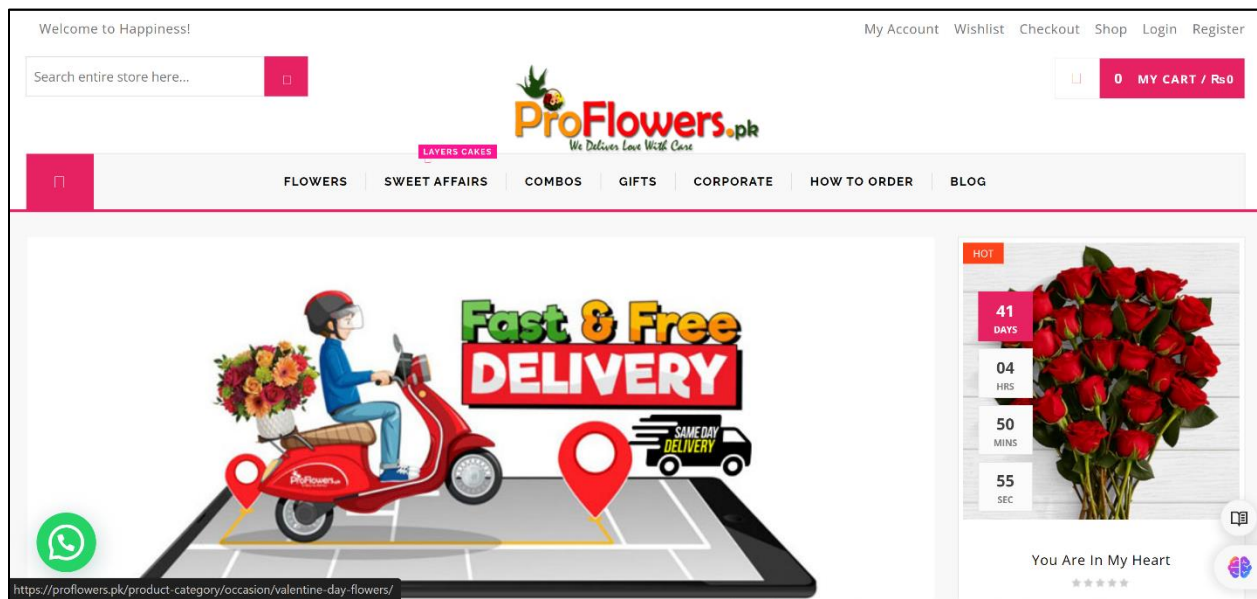 Welcome to Happiness!
My Account Wishlist Checkout Shop Login Register
Search entire store here...
0 MY CART / ₨0
ProFlowers.pk
We Deliver Love With Care
LAYERS CAKES
FLOWERS SWEET AFFAIRS COMBOS GIFTS CORPORATE HOW TO ORDER BLOG
Fast & Free
DELIVERY
SAME DAY
DELIVERY
ProFlowers.pk
HOT
41
DAYS
04
HRS
50
MINS
55
SEC
You Are In My Heart
https://proflowers.pk/product-category/occasion/valentine-day-flowers/